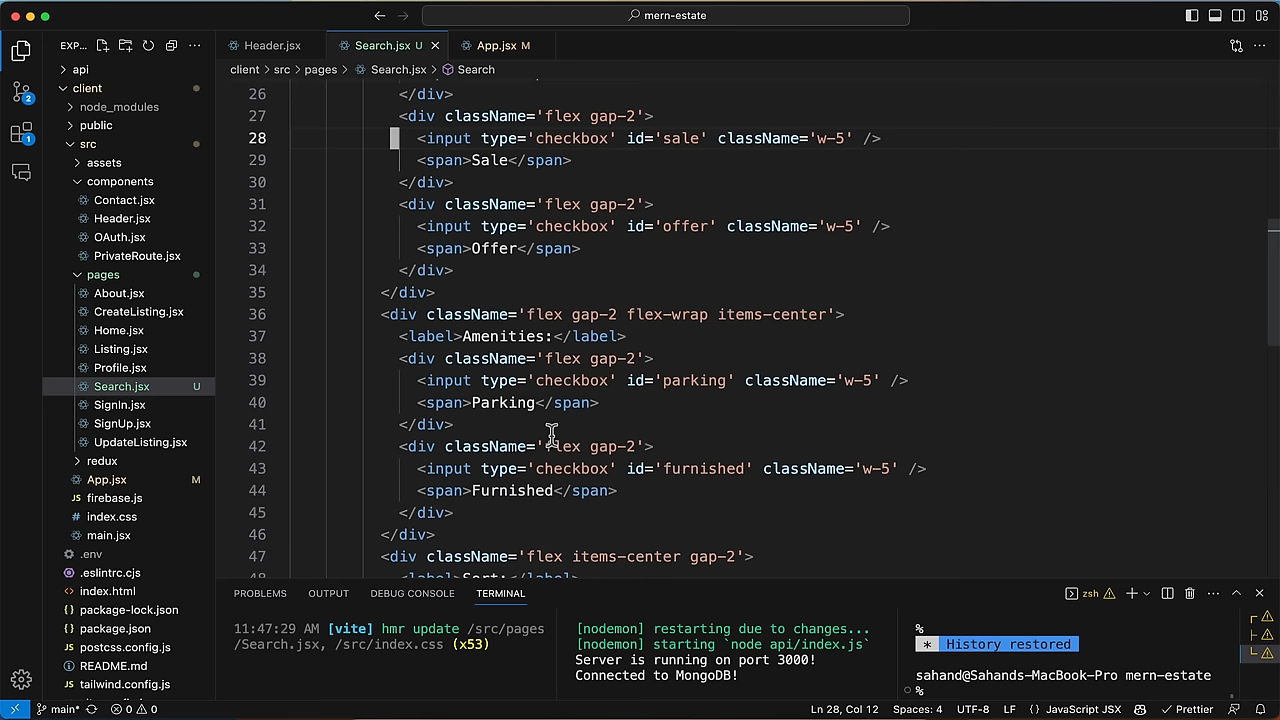 mern-estate
EXP...
Header.jsx
Search.jsx U
App.jsx M
client > src > pages > Search.jsx > Search
api
client
node_modules
public
src
assets
components
Contact.jsx
Header.jsx
OAuth.jsx
PrivateRoute.jsx
pages
About.jsx
CreateListing.jsx
Home.jsx
Listing.jsx
Profile.jsx
Search.jsx U
SignIn.jsx
SignUp.jsx
UpdateListing.jsx
redux
App.jsx M
JS firebase.js
# index.css
main.jsx
.env
.eslintrc.cjs
<> index.html
{} package-lock.json
{} package.json
JS postcss.config.js
README.md
JS tailwind.config.js
2
1
26 </div>
27 <div className='flex gap-2'>
28 <input type='checkbox' id='sale' className='w-5' />
29 <span>Sale</span>
30 </div>
31 <div className='flex gap-2'>
32 <input type='checkbox' id='offer' className='w-5' />
33 <span>Offer</span>
34 </div>
35 </div>
36 <div className='flex gap-2 flex-wrap items-center'>
37 <label>Amenities:</label>
38 <div className='flex gap-2'>
39 <input type='checkbox' id='parking' className='w-5' />
40 <span>Parking</span>
41 </div>
42 <div className='flex gap-2'>
43 <input type='checkbox' id='furnished' className='w-5' />
44 <span>Furnished</span>
45 </div>
46 </div>
47 <div className='flex items-center gap-2'>
48 <label>Sort:</label>
PROBLEMS OUTPUT DEBUG CONSOLE TERMINAL
zsh
11:47:29 AM [vite] hmr update /src/pages
/Search.jsx, /src/index.css (x53)
[nodemon] restarting due to changes...
[nodemon] starting `node api/index.js`
Server is running on port 3000!
Connected to MongoDB!
%
* History restored
sahand@Sahands-MacBook-Pro mern-estate
%
main* 0 0 Ln 28, Col 12 Spaces: 4 UTF-8 LF {} JavaScript JSX Prettier